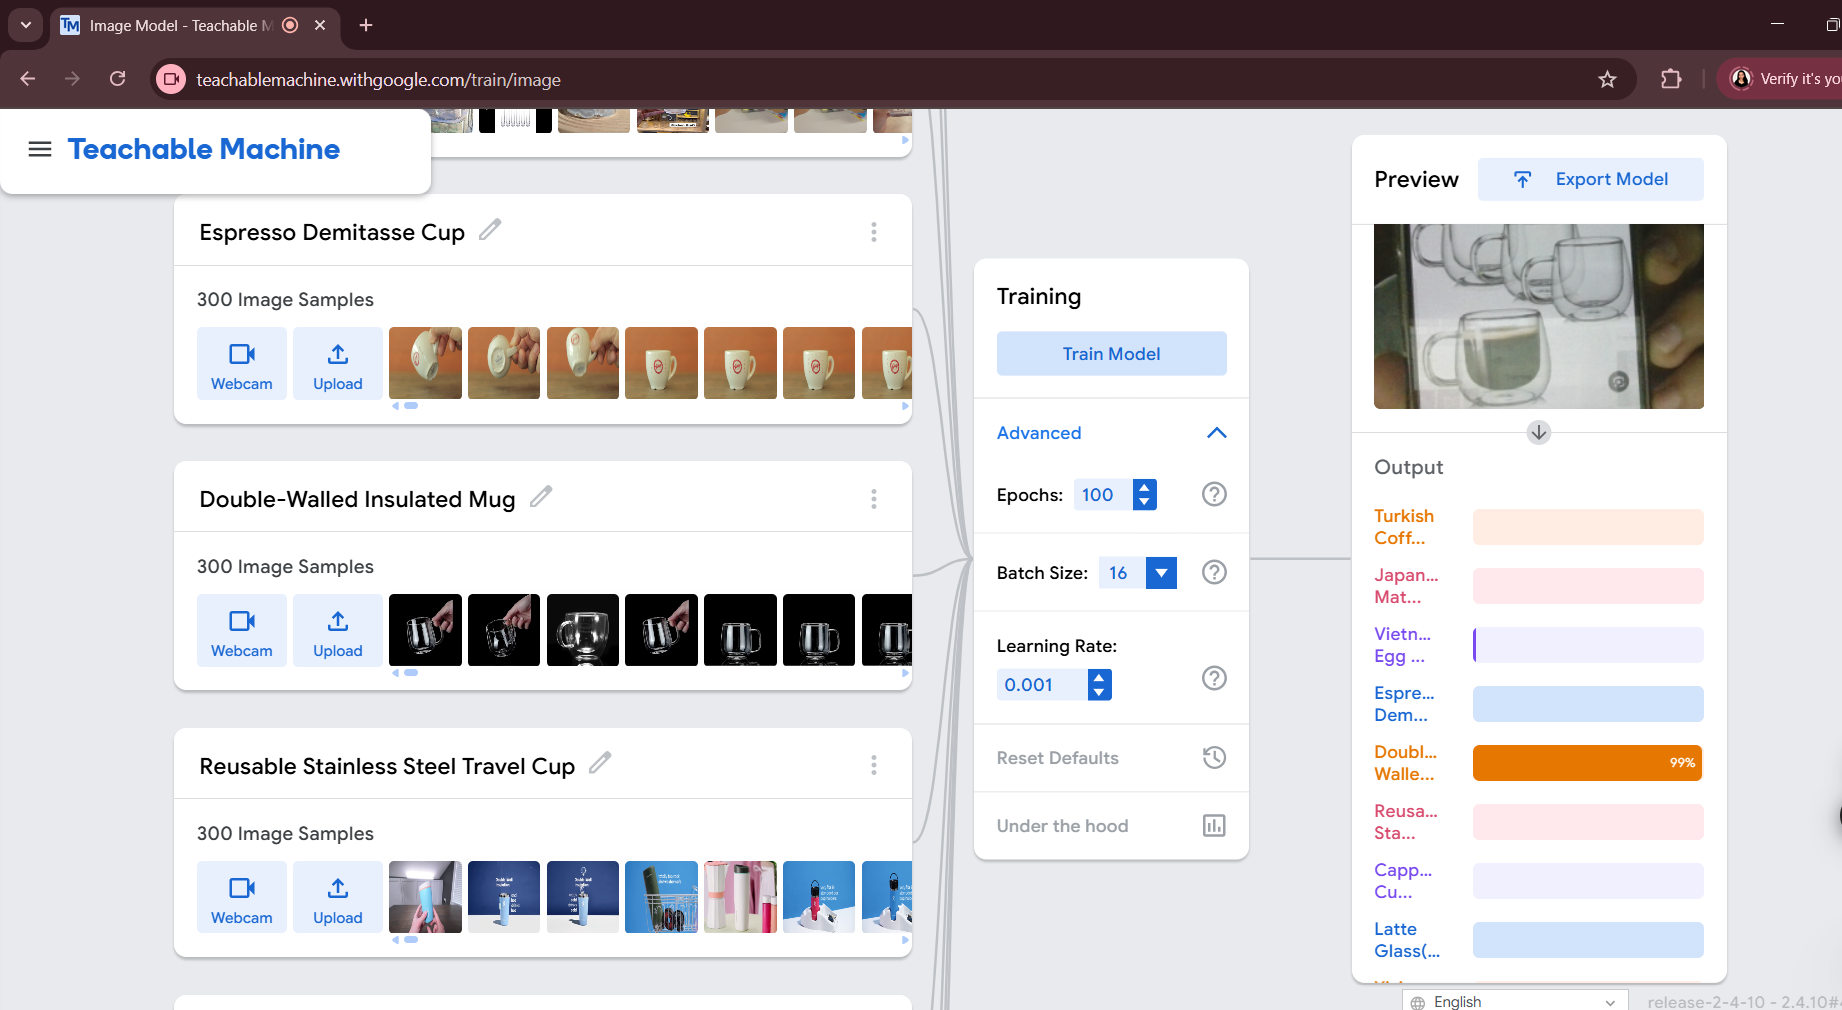 Image Model - Teachable M
teachablemachine.withgoogle.com/train/image
Verify it's yo
Teachable Machine
Espresso Demitasse Cup
300 Image Samples
Webcam
Upload
Double-Walled Insulated Mug
300 Image Samples
Webcam
Upload
Reusable Stainless Steel Travel Cup
300 Image Samples
Webcam
Upload
Training
Train Model
Advanced
Epochs: 100
Batch Size: 16
Learning Rate:
0.001
Reset Defaults
Under the hood
Preview
Export Model
Output
Turkish
Coff...
Japan...
Mat...
Vietn...
Egg ...
Espre...
Dem...
Doubl...
Walle...
99%
Reusa...
Sta...
Capp...
Cu...
Latte
Glass(...
English
release-2-4-10 - 2.4.10#